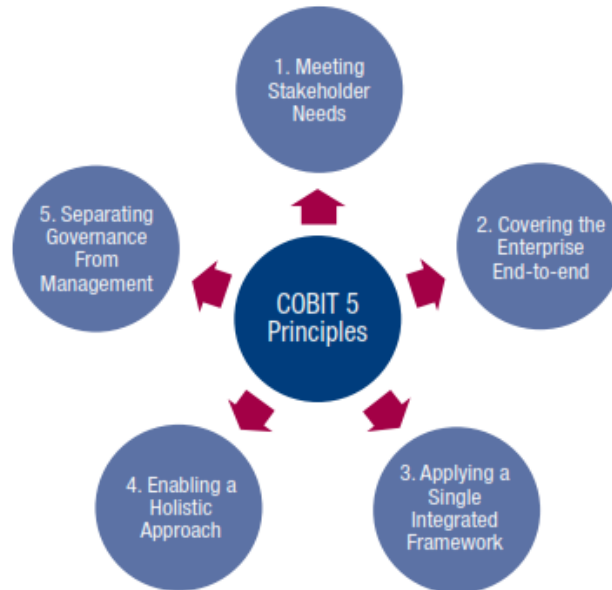 1. Meeting
Stakeholder
Needs
5. Separating
Governance
From
Management
2. Covering the
Enterprise
End-to-end
COBIT 5
Principles
4. Enabling a
Holistic
Approach
3. Applying a
Single
Integrated
Framework